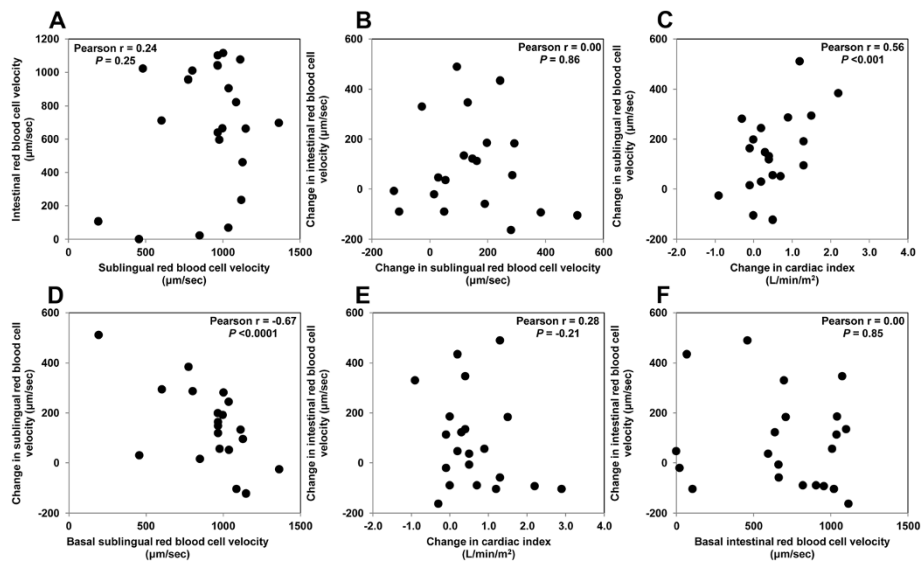 A
Pearson r = 0.24
P = 0.25
Intestinal red blood cell velocity
(µm/sec)
1200
1000
800
600
400
200
0
0
500
1000
1500
Sublingual red blood cell velocity
(µm/sec)
B
Pearson r = 0.00
P = 0.86
Change in intestinal red blood cell
velocity (µm/sec)
600
400
200
0
-200
-200
0
200
400
600
Change in sublingual red blood cell velocity
(µm/sec)
C
Pearson r = 0.56
P <0.001
Change in sublingual red blood cell
velocity (µm/sec)
600
400
200
0
-200
-2.0
-1.0
0.0
1.0
2.0
3.0
4.0
Change in cardiac index
(L/min/m²)
D
Pearson r = -0.67
P <0.0001
Change in sublingual red blood cell
velocity (µm/sec)
600
400
200
0
-200
0
500
1000
1500
Basal sublingual red blood cell velocity
(µm/sec)
E
Pearson r = 0.28
P = -0.21
Change in intestinal red blood cell
velocity (µm/sec)
600
400
200
0
-200
-2.0
-1.0
0.0
1.0
2.0
3.0
4.0
Change in cardiac index
(L/min/m²)
F
Pearson r = 0.00
P = 0.85
Change in intestinal red blood cell
velocity (µm/sec)
600
400
200
0
-200
0
500
1000
1500
Basal intestinal red blood cell velocity
(µm/sec)